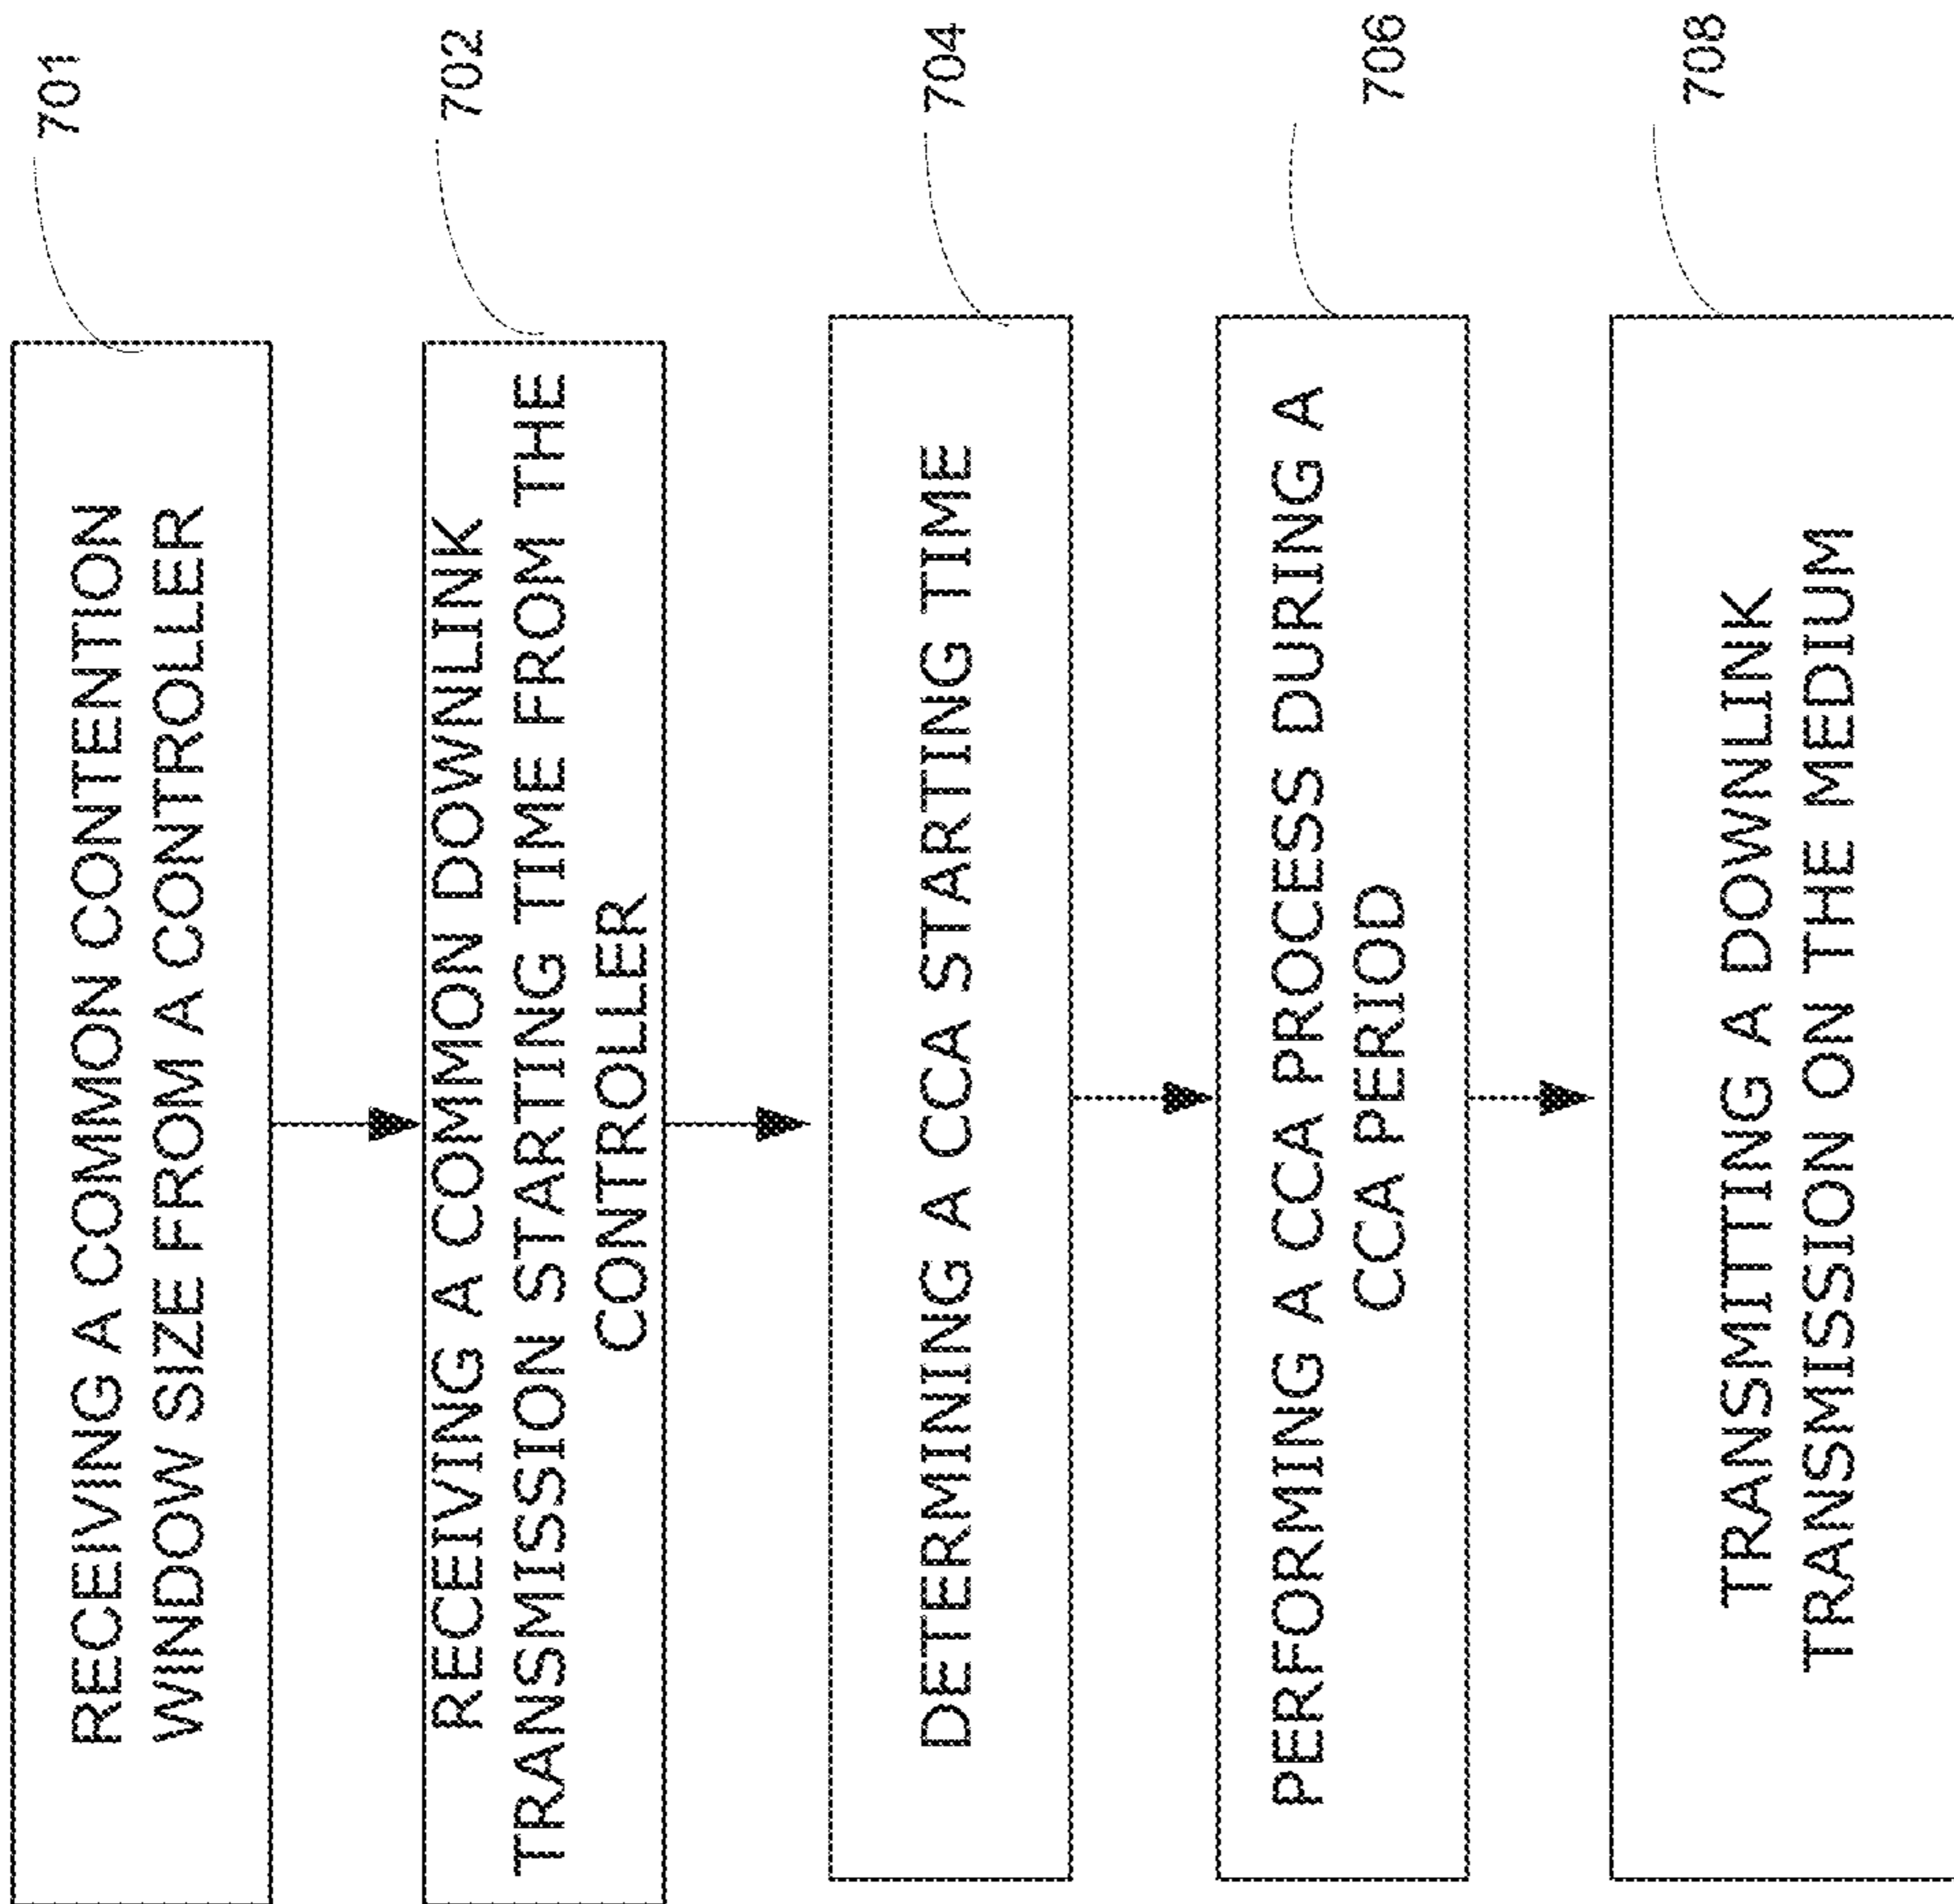 RECEIVING A COMMON CONTENTION
WINDOW SIZE FROM A CONTROLLER
701
RECEIVING A COMMON DOWNLINK
TRANSMISSION STARTING TIME FROM THE
CONTROLLER
702
DETERMINING A CCA STARTING TIME
704
PERFORMING A CCA PROCESS DURING A
CCA PERIOD
706
TRANSMITTING A DOWNLINK
TRANSMISSION ON THE MEDIUM
708